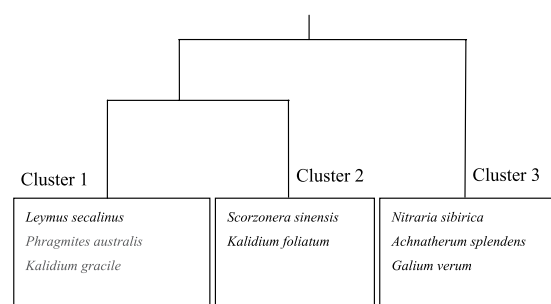 Cluster 1
Cluster 2
Cluster 3
Leymus secalinus
Phragmites australis
Kalidium gracile
Scorzonera sinensis
Kalidium foliatum
Nitraria sibirica
Achnatherum splendens
Galium verum